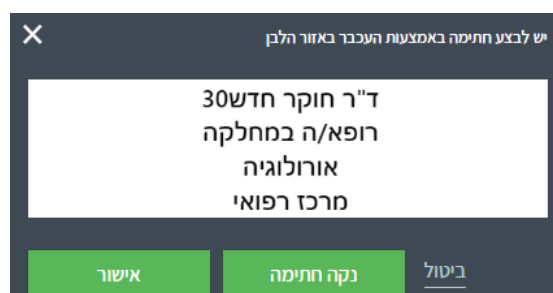 יש לבצע חתימה באמצעות העכבר באזור הלבן
ד"ר חוקר חדש30
רופא/ה במחלקה
אורולוגיה
מרכז רפואי
ביטול
נקה חתימה
אישור